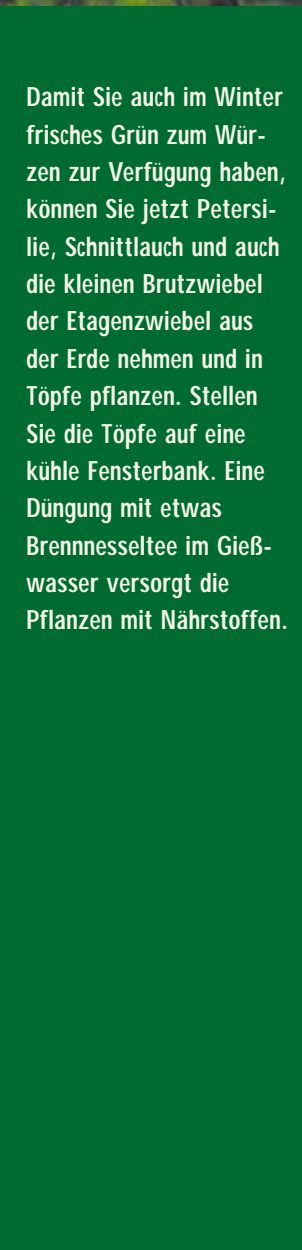 Damit Sie auch im Winter
frisches Grün zum Wür-
zen zur Verfügung haben,
können Sie jetzt Petersi-
lie, Schnittlauch und auch
die kleinen Brutzwiebel
der Etagenzwiebel aus
der Erde nehmen und in
Töpfe pflanzen. Stellen
Sie die Töpfe auf eine
kühle Fensterbank. Eine
Düngung mit etwas
Brennnesseltee im Gieß-
wasser versorgt die
Pflanzen mit Nährstoffen.